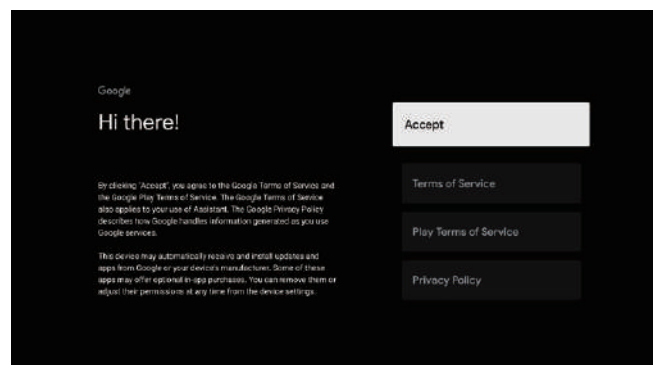 Google
Hi there!
By clicking "Accept", you agree to the Google Terms of Service and
the Google Play Terms of Service. The Google Terms of Service
also applies to your use of Assistant. The Google Privacy Policy
describes how Google handles information generated as you use
Google services.
This device may automatically receive and install updates and
apps from Google or your device's manufacturer. Some of these
apps may offer optional in-app purchases. You can remove them or
adjust their permissions at any time from the device settings.
Accept
Terms of Service
Play Terms of Service
Privacy Policy